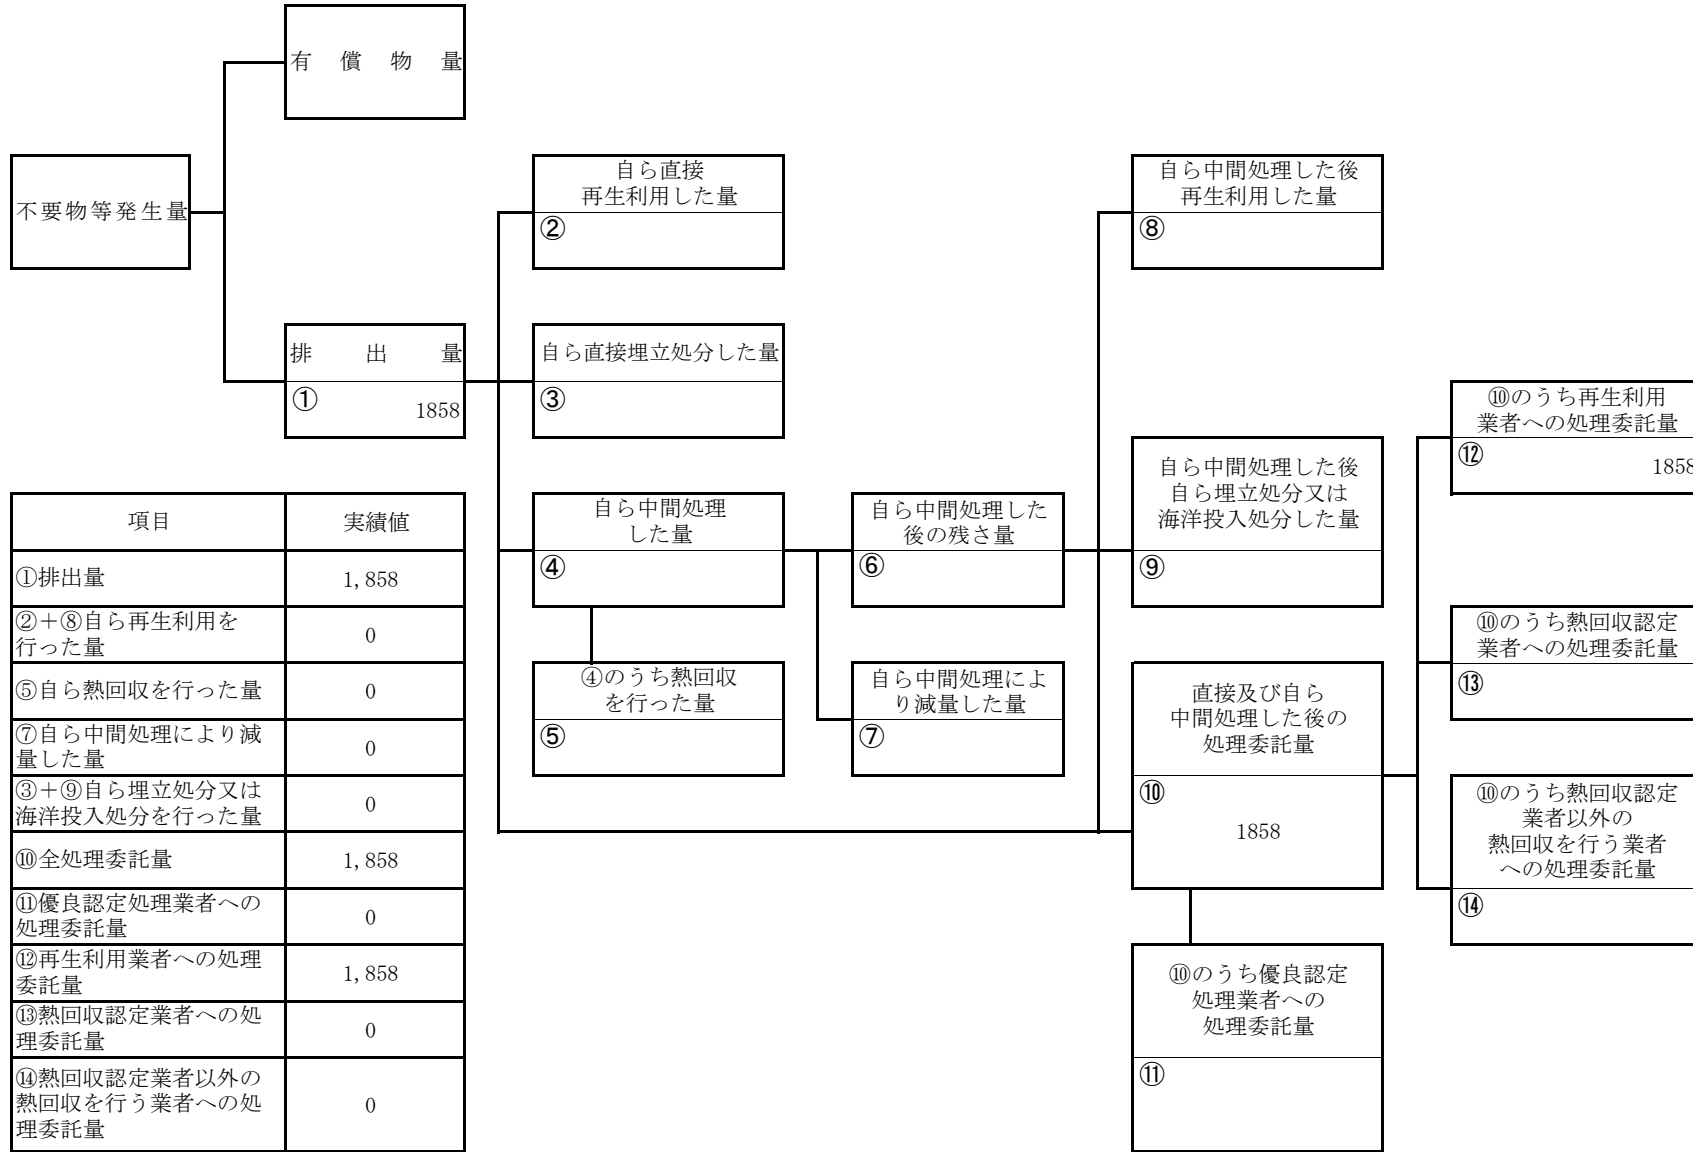 有償物量
不要物等発生量
自ら直接
再生利用した量
②
自ら中間処理した後
再生利用した量
⑧
排出量
①
1858
自ら直接埋立処分した量
③
⑩のうち再生利用
業者への処理委託量
⑫
1858
自ら中間処理した後
自ら埋立処分又は
海洋投入処分した量
⑨
自ら中間処理
した量
④
自ら中間処理した
後の残さ量
⑥
⑩のうち熱回収認定
業者への処理委託量
⑬
④のうち熱回収
を行った量
⑤
自ら中間処理によ
り減量した量
⑦
直接及び自ら
中間処理した後の
処理委託量
⑩
1858
⑩のうち熱回収認定
業者以外の
熱回収を行う業者
への処理委託量
⑭
⑩のうち優良認定
処理業者への
処理委託量
⑪
項目 実績値
①排出量 1,858
②+⑧自ら再生利用を
行った量 0
⑤自ら熱回収を行った量 0
⑦自ら中間処理により減
量した量 0
③+⑨自ら埋立処分又は
海洋投入処分を行った量 0
⑩全処理委託量 1,858
⑪優良認定処理業者への
処理委託量 0
⑫再生利用業者への処理
委託量 1,858
⑬熱回収認定業者への処
理委託量 0
⑭熱回収認定業者以外の
熱回収を行う業者への処
理委託量 0